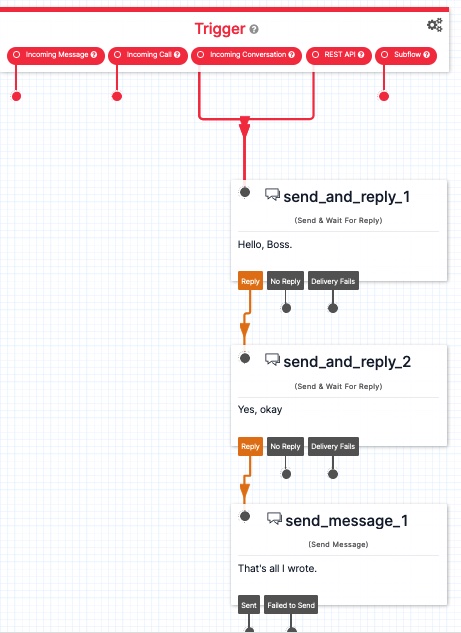 Trigger ?
Incoming Message ? Incoming Call ? Incoming Conversation ? REST API ? Subflow ?
send_and_reply_1
(Send & Wait For Reply)
Hello, Boss.
Reply No Reply Delivery Fails
send_and_reply_2
(Send & Wait For Reply)
Yes, okay
Reply No Reply Delivery Fails
send_message_1
(Send Message)
That's all I wrote.
Sent Failed to Send